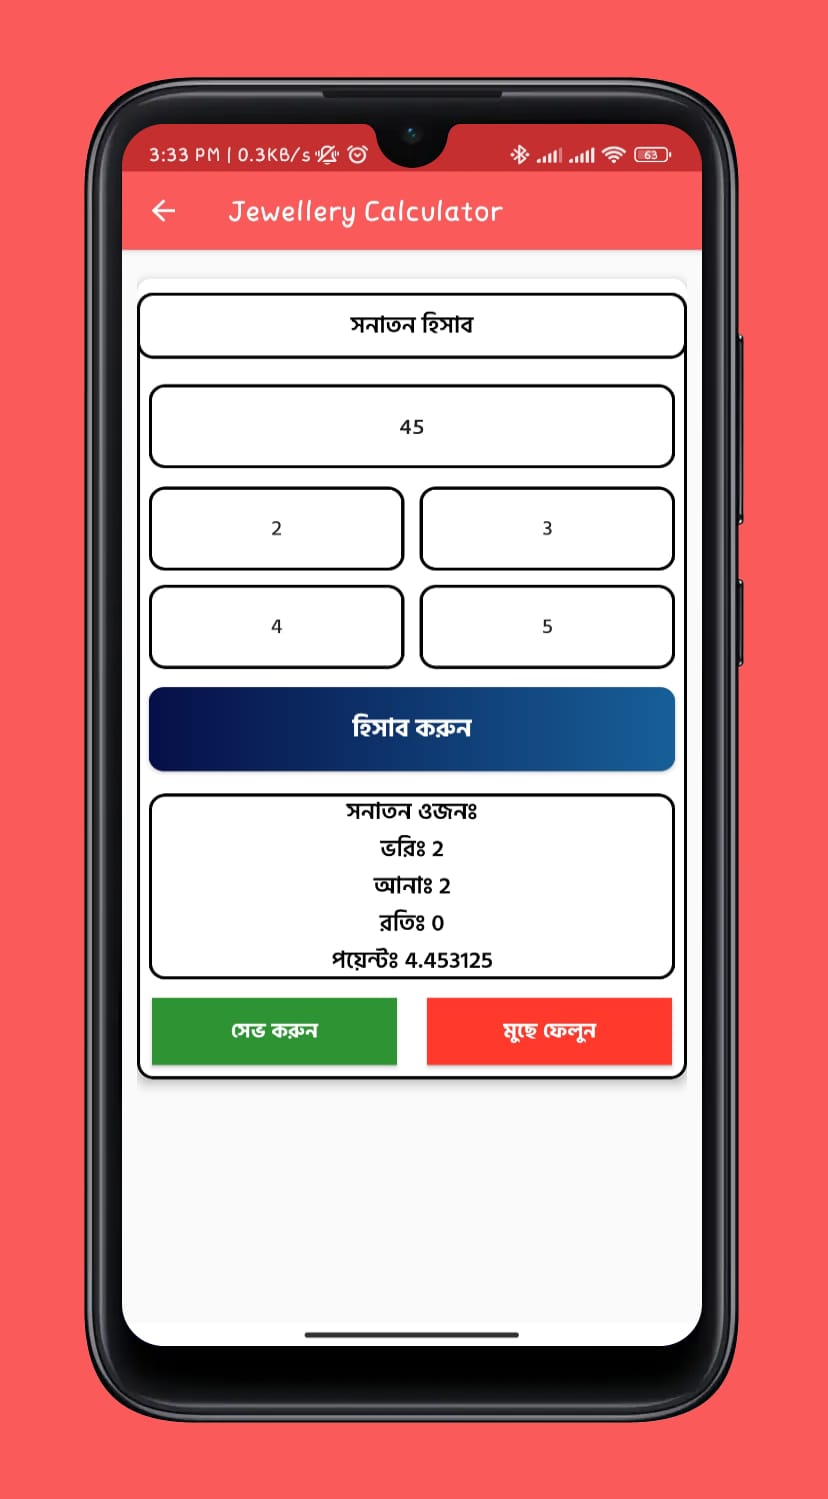 3:33 PM | 0.3KB/s 63
Jewellery Calculator
সনাতন হিসাব
45
2 3
4 5
হিসাব করুন
সনাতন ওজনঃ
ভরিঃ 2
আনাঃ 2
রতিঃ 0
পয়েন্টঃ 4.453125
সেভ করুন মুছে ফেলুন